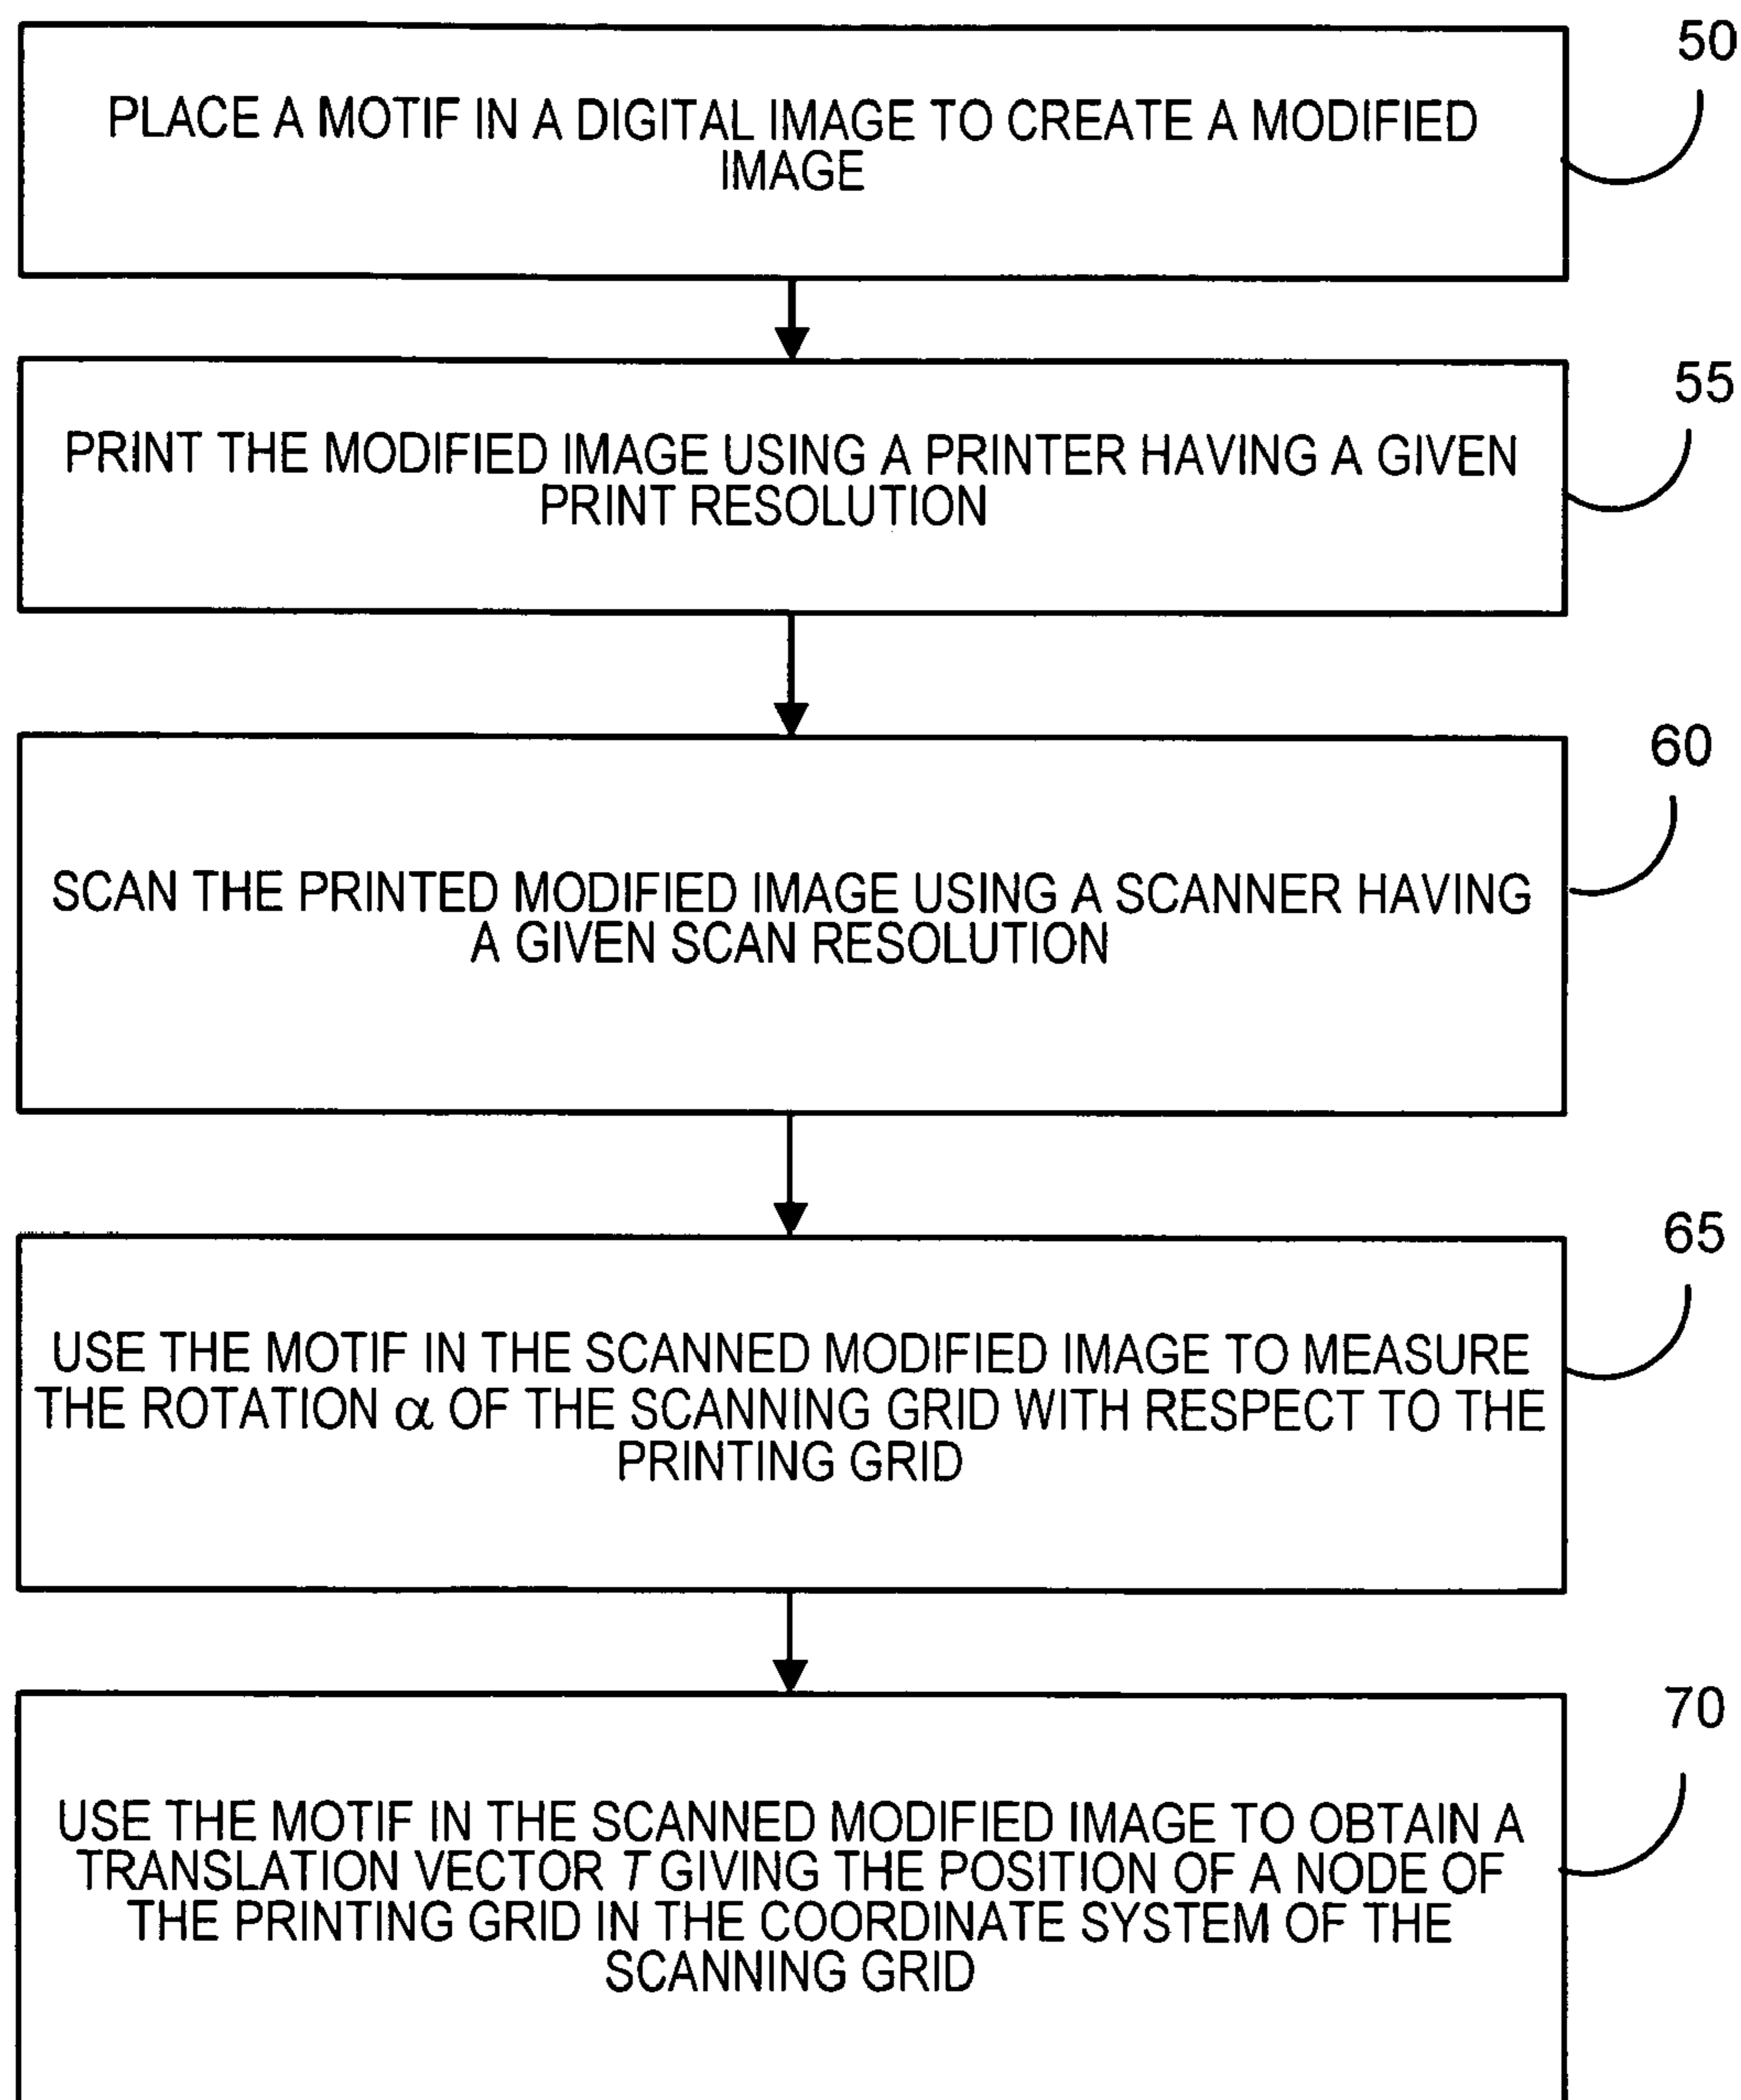 50
PLACE A MOTIF IN A DIGITAL IMAGE TO CREATE A MODIFIED
IMAGE
55
PRINT THE MODIFIED IMAGE USING A PRINTER HAVING A GIVEN
PRINT RESOLUTION
60
SCAN THE PRINTED MODIFIED IMAGE USING A SCANNER HAVING
A GIVEN SCAN RESOLUTION
65
USE THE MOTIF IN THE SCANNED MODIFIED IMAGE TO MEASURE
THE ROTATION α OF THE SCANNING GRID WITH RESPECT TO THE
PRINTING GRID
70
USE THE MOTIF IN THE SCANNED MODIFIED IMAGE TO OBTAIN A
TRANSLATION VECTOR T GIVING THE POSITION OF A NODE OF
THE PRINTING GRID IN THE COORDINATE SYSTEM OF THE
SCANNING GRID